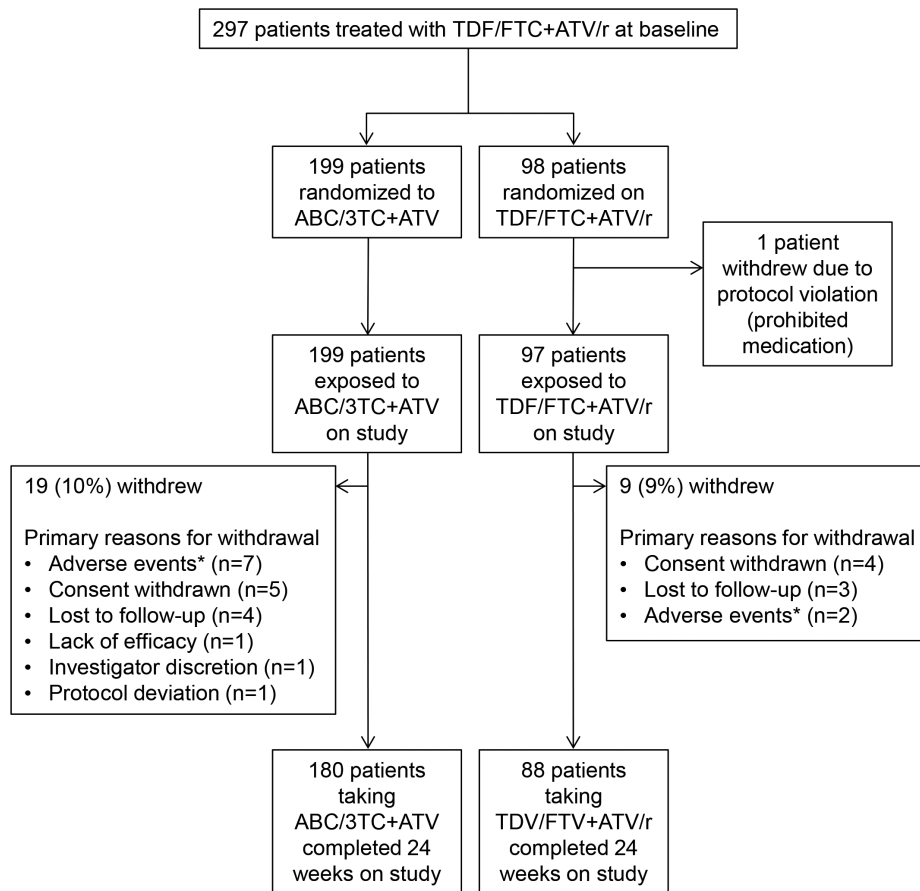 297 patients treated with TDF/FTC+ATV/r at baseline
199 patients
randomized to
ABC/3TC+ATV
98 patients
randomized on
TDF/FTC+ATV/r
1 patient
withdrew due to
protocol violation
(prohibited
medication)
199 patients
exposed to
ABC/3TC+ATV
on study
97 patients
exposed to
TDF/FTC+ATV/r
on study
19 (10%) withdrew
Primary reasons for withdrawal
• Adverse events* (n=7)
• Consent withdrawn (n=5)
• Lost to follow-up (n=4)
• Lack of efficacy (n=1)
• Investigator discretion (n=1)
• Protocol deviation (n=1)
9 (9%) withdrew
Primary reasons for withdrawal
• Consent withdrawn (n=4)
• Lost to follow-up (n=3)
• Adverse events* (n=2)
180 patients
taking
ABC/3TC+ATV
completed 24
weeks on study
88 patients
taking
TDV/FTV+ATV/r
completed 24
weeks on study